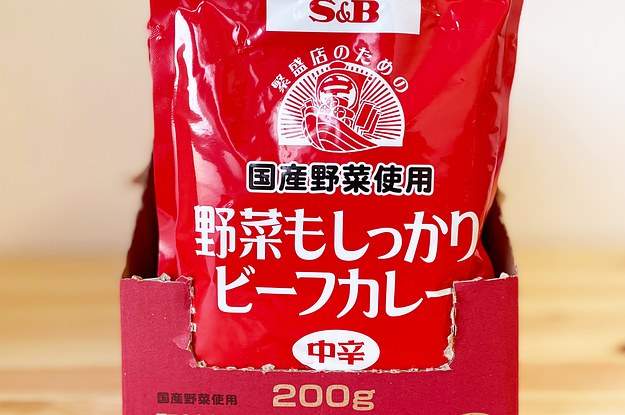 S&B
繁盛店のための
国産野菜使用
野菜もしっかり
ビーフカレー
中辛
国産野菜使用
200g